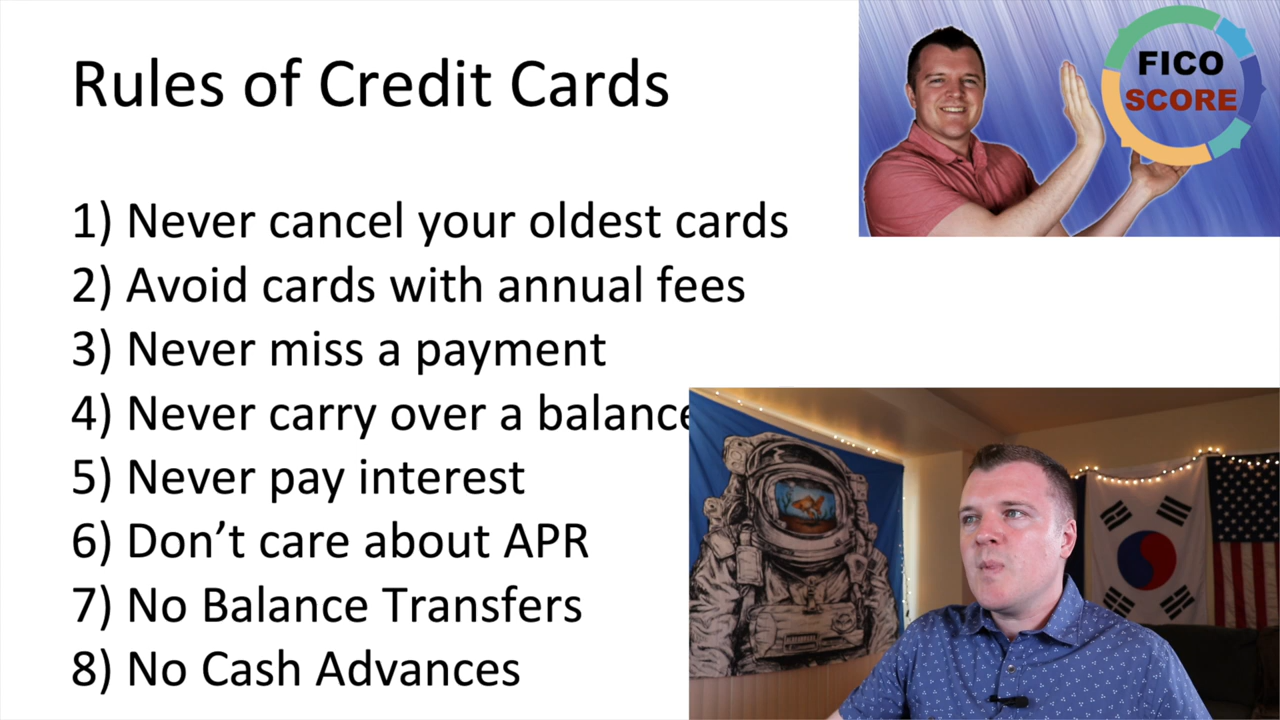 Rules of Credit Cards
1) Never cancel your oldest cards
2) Avoid cards with annual fees
3) Never miss a payment
4) Never carry over a balance
5) Never pay interest
6) Don’t care about APR
7) No Balance Transfers
8) No Cash Advances
FICO
SCORE